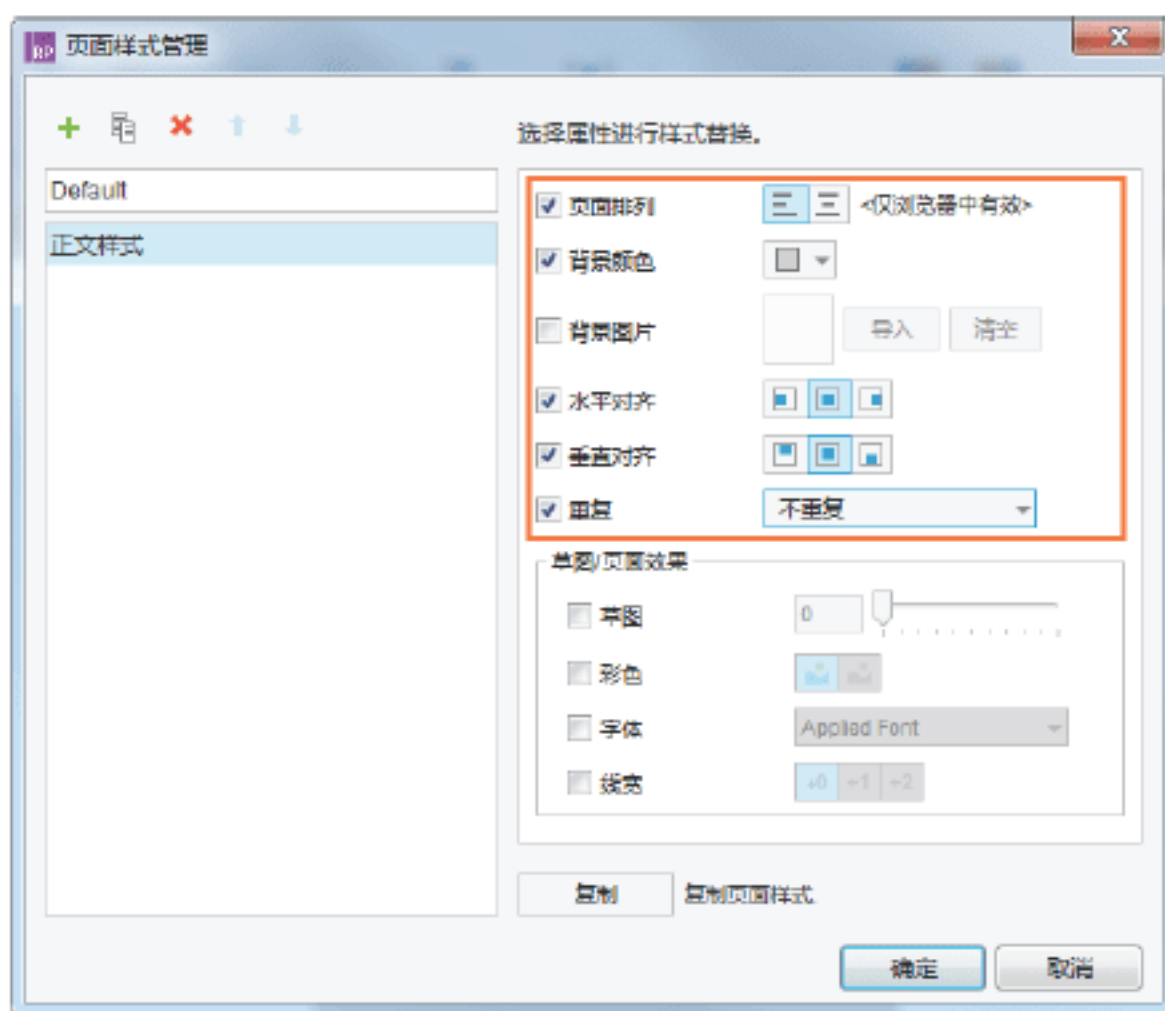 RP 页面样式管理
选择属性进行样式替换。
Default
正文样式
页面排列 <仅浏览器中有效>
背景颜色
背景图片 导入 清空
水平对齐
垂直对齐
重复 不重复
草图/页面效果
草图 0
彩色
字体 Applied Font
线宽 +0 +1 +2
复制 复制页面样式
确定 取消